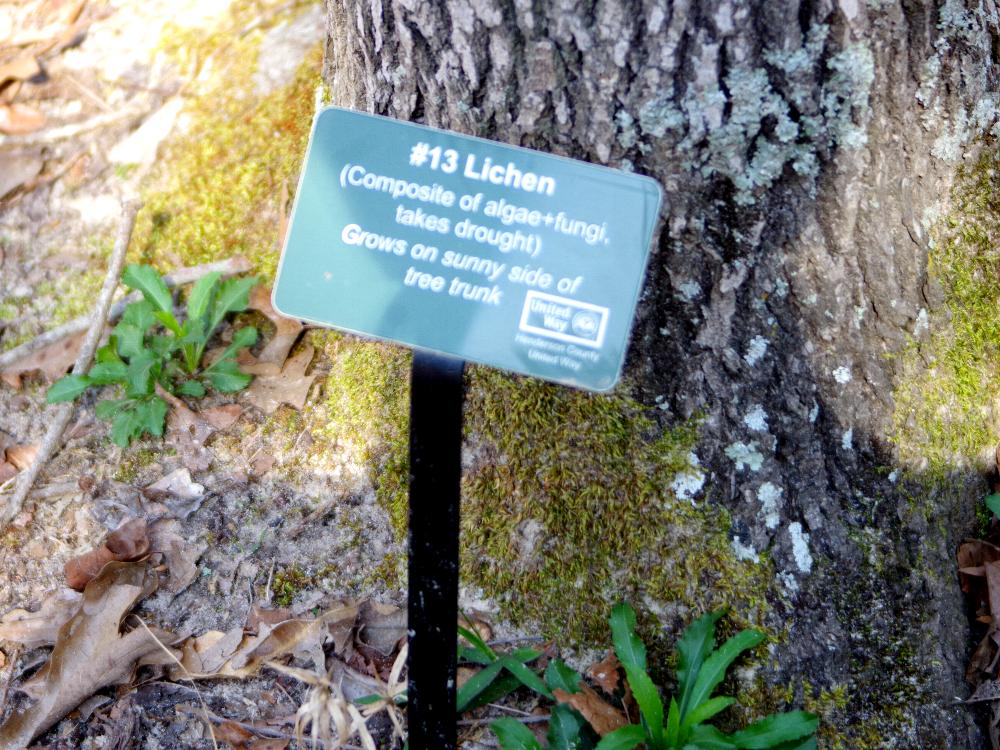 #13 Lichen
(Composite of algae+fungi,
takes drought)
Grows on sunny side of
tree trunk
United
Way
Henderson County
United Way